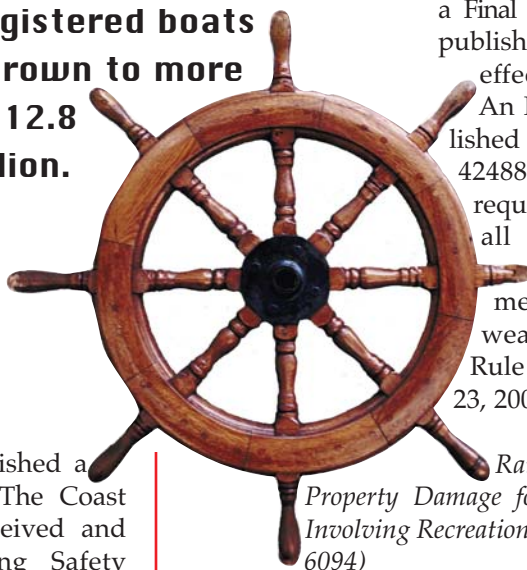 gistered boats
rown to more
12.8
lion.
a Final
publish
effec
An I
lished
42488
requ
all
me
wea
Rule
23, 200
ished a
The Coast
eived and
ng Safety
Ra
Property Damage fo
Involving Recreation
6094)